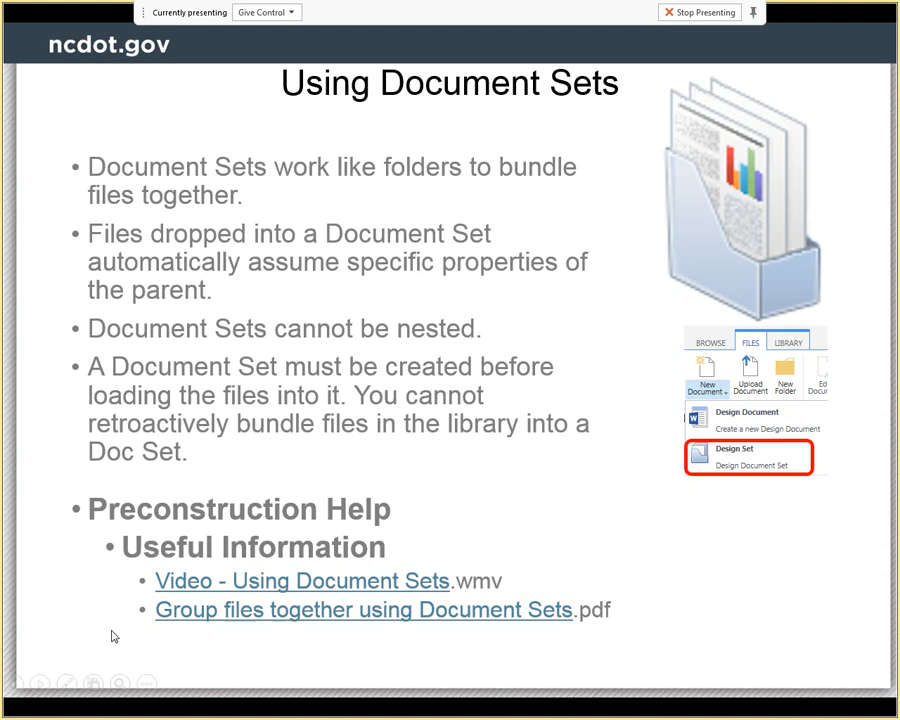 Currently presenting
Give Control
Stop Presenting
ncdot.gov
Using Document Sets
• Document Sets work like folders to bundle
files together.
• Files dropped into a Document Set
automatically assume specific properties of
the parent.
• Document Sets cannot be nested.
• A Document Set must be created before
loading the files into it. You cannot
retroactively bundle files in the library into a
Doc Set.
BROWSE FILES LIBRARY
New Document
Upload Document
New Folder
Design Document
Create a new Design Document
Design Set
Design Document Set
• Preconstruction Help
• Useful Information
• Video - Using Document Sets.wmv
• Group files together using Document Sets.pdf